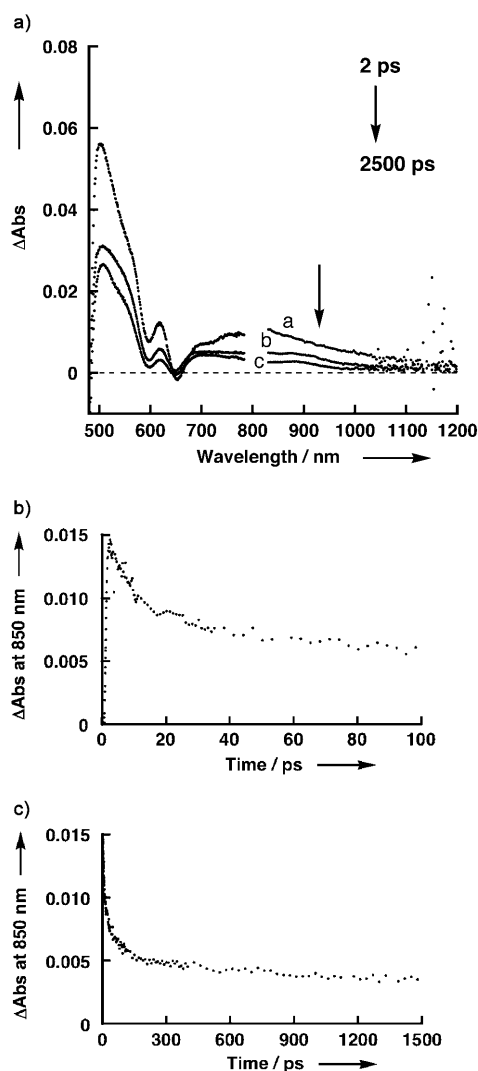 a)
0.08
0.06
0.04
0.02
0
ΔAbs
2 ps
2500 ps
a
b
c
500 600 700 800 900 1000 1100 1200
Wavelength / nm
b)
0.015
0.010
0.005
0
ΔAbs at 850 nm
0 20 40 60 80 100
Time / ps
c)
0.015
0.010
0.005
0
ΔAbs at 850 nm
0 300 600 900 1200 1500
Time / ps